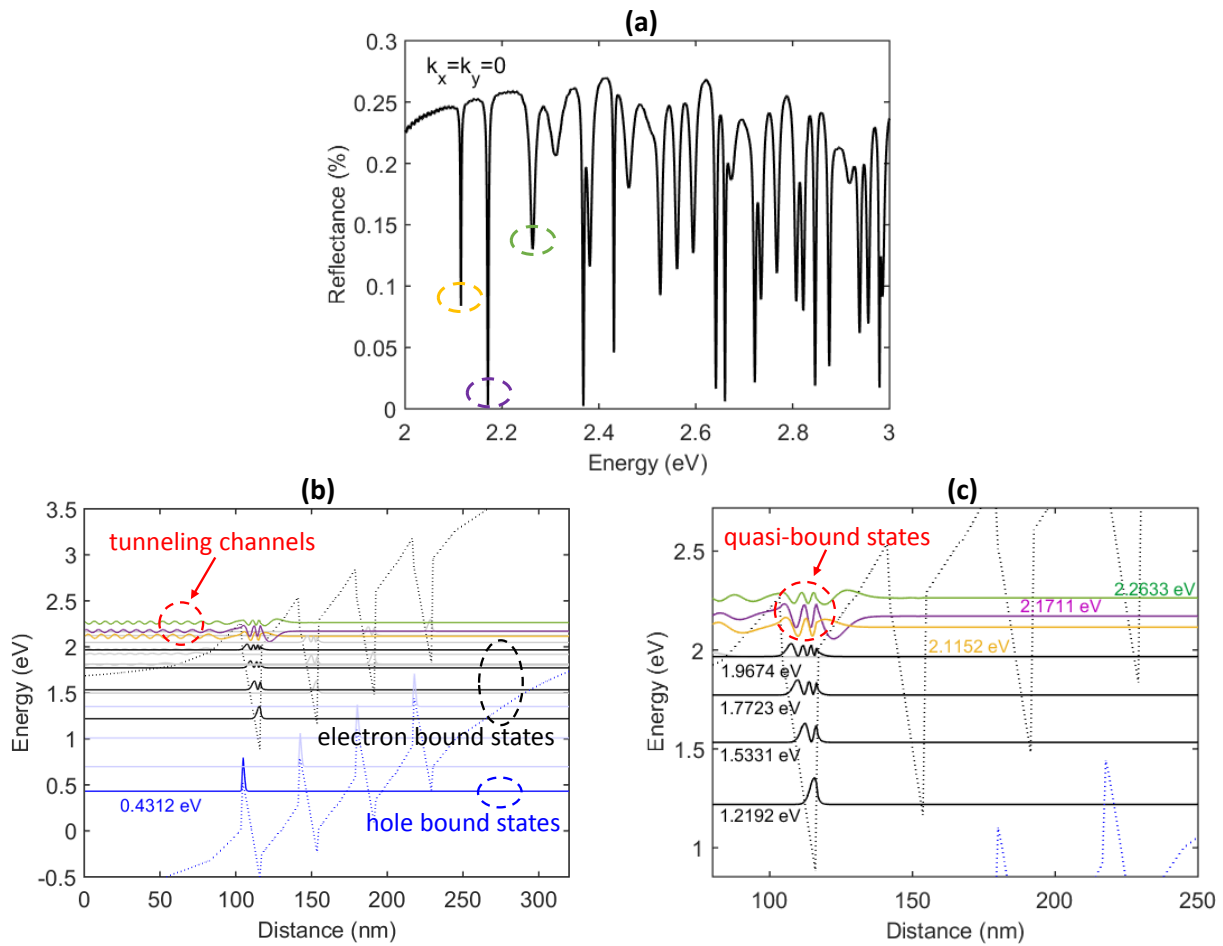 (a)
0.3
0.25
0.2
0.15
0.1
0.05
0
Reflectance (%)
kx=ky=0
2
2.2
2.4
2.6
2.8
3
Energy (eV)
(b)
3.5
3
2.5
2
1.5
1
0.5
0
-0.5
Energy (eV)
tunneling channels
electron bound states
0.4312 eV
hole bound states
0
50
100
150
200
250
300
Distance (nm)
(c)
2.5
2
1.5
1
Energy (eV)
quasi-bound states
2.2633 eV
2.1711 eV
2.1152 eV
1.9674 eV
1.7723 eV
1.5331 eV
1.2192 eV
100
150
200
250
Distance (nm)